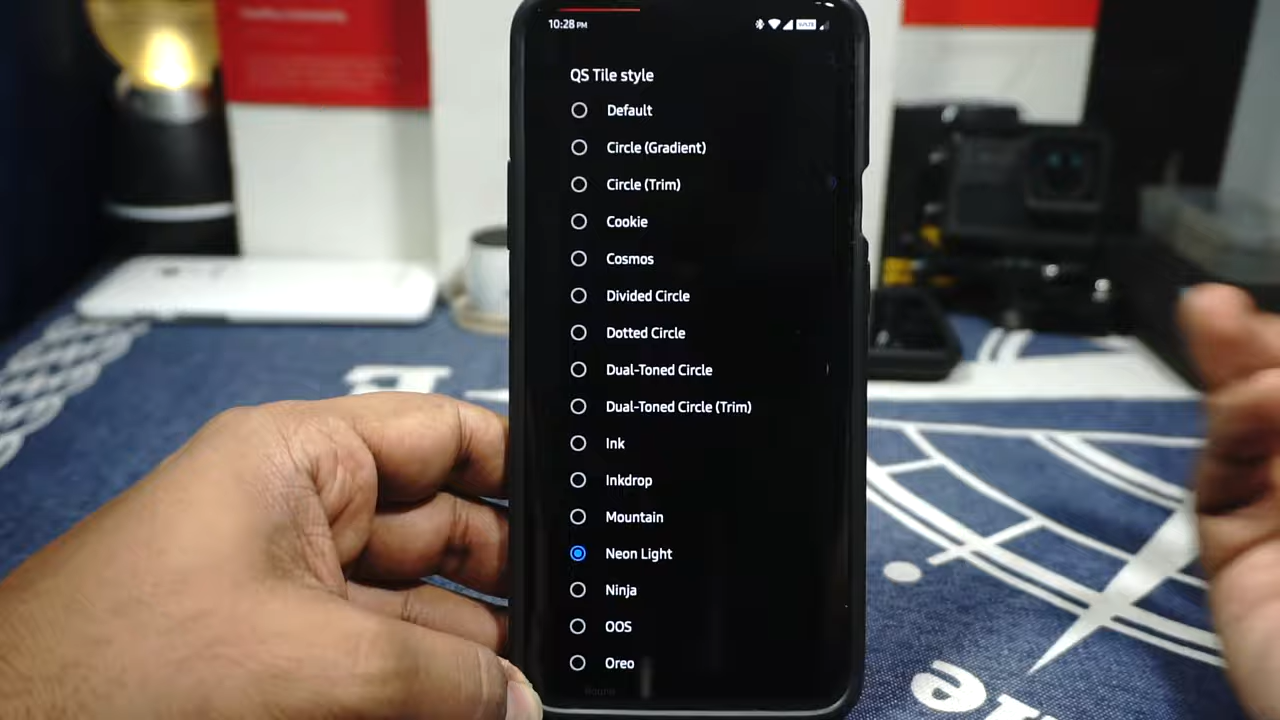 10:28 PM
QS Tile style
Default
Circle (Gradient)
Circle (Trim)
Cookie
Cosmos
Divided Circle
Dotted Circle
Dual-Toned Circle
Dual-Toned Circle (Trim)
Ink
Inkdrop
Mountain
Neon Light
Ninja
OOS
Oreo